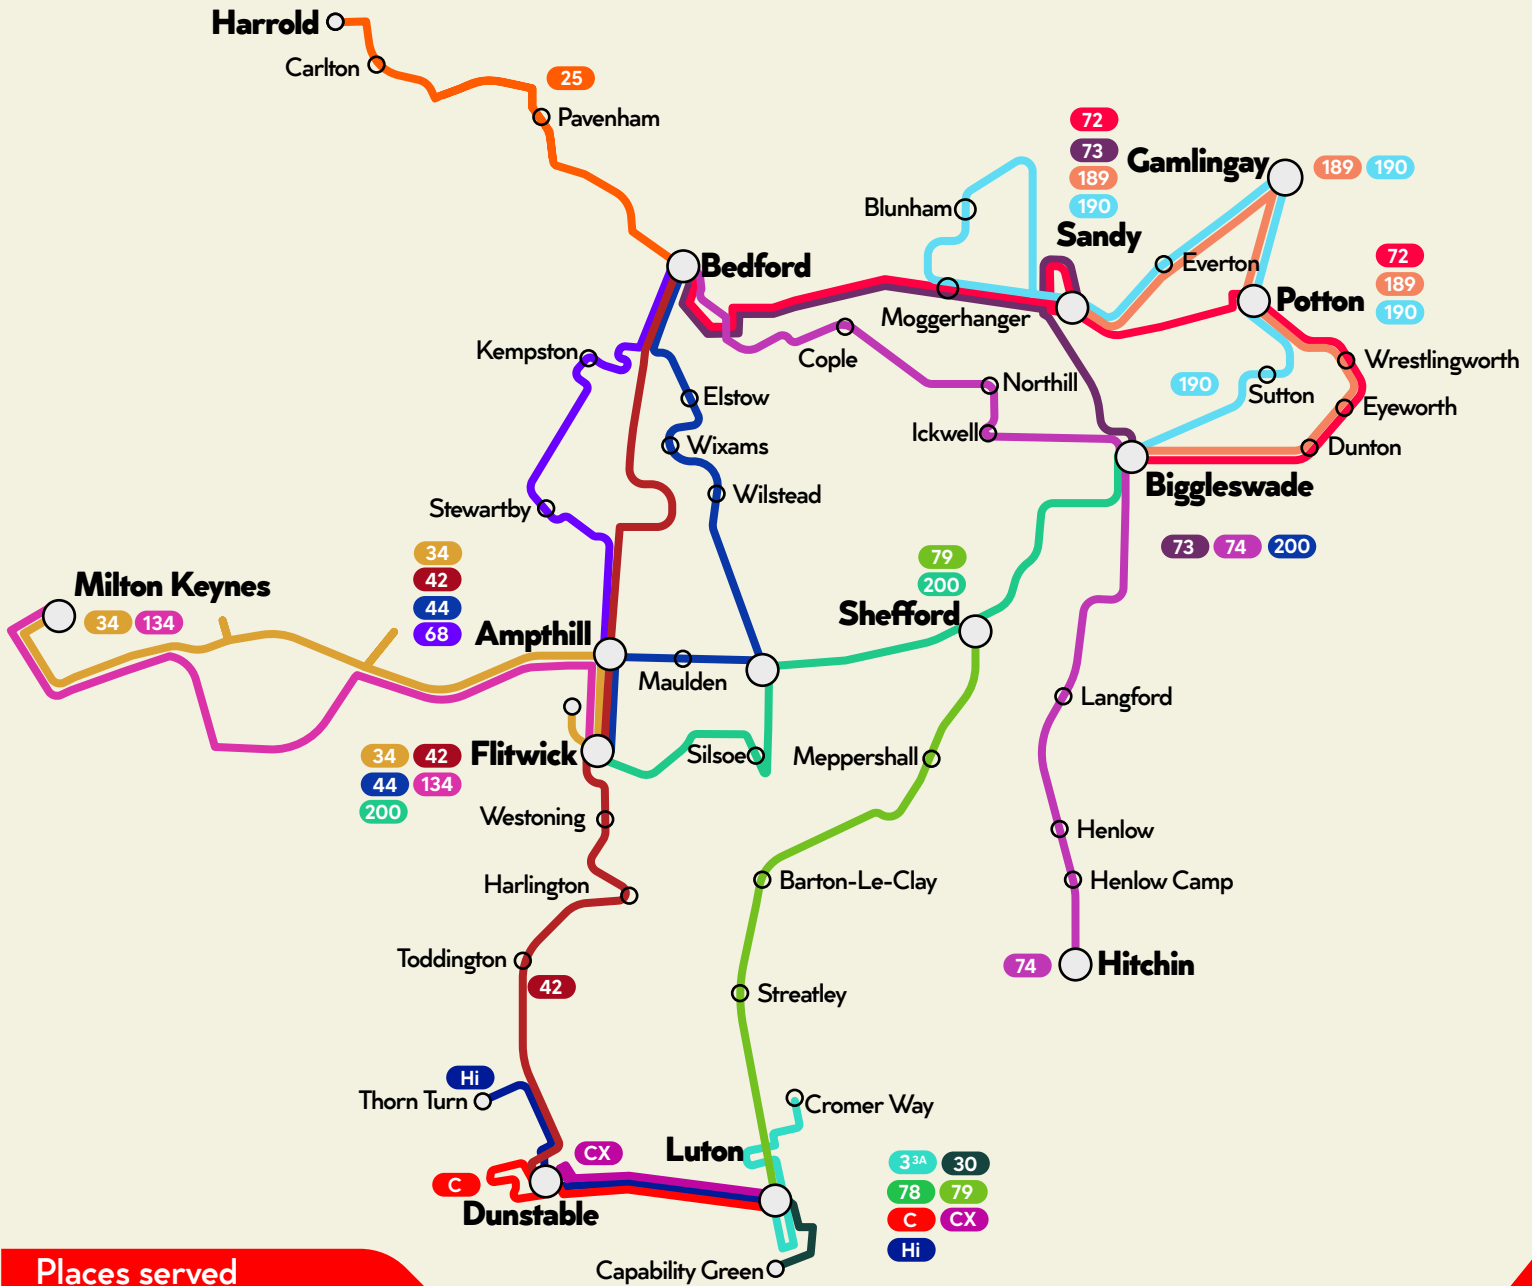 Harrold
Carlton
25
Pavenham
72
73
189
190
Gamlingay
189 190
Blunham
Sandy
Everton
Bedford
72
189
190
Potton
Moggerhanger
Kempston
Cople
Wrestlingworth
Northill
190
Sutton
Elstow
Eyeworth
Ickwell
Wixams
Dunton
Biggleswade
Wilstead
Stewartby
73 74 200
34
42
44
68
79
200
Milton Keynes
34 134
Shefford
Ampthill
Maulden
Langford
34 42
44 134
200
Flitwick
Silsoe
Meppershall
Westoning
Henlow
Harlington
Barton-Le-Clay
Henlow Camp
Toddington
42
74
Hitchin
Streatley
Hi
Thorn Turn
Cromer Way
CX
Luton
3 3A 30
78 79
C CX
Hi
C
Dunstable
Capability Green
Places served